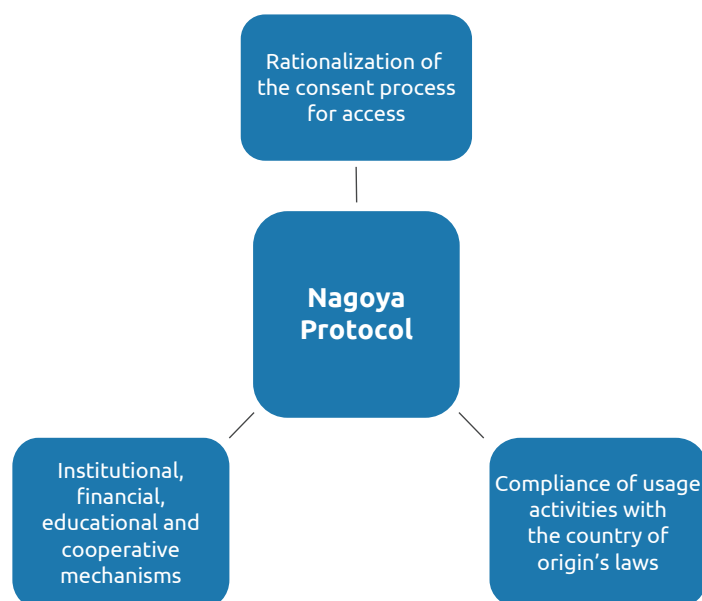 Rationalization of
the consent process
for access
Nagoya
Protocol
Institutional,
financial,
educational and
cooperative
mechanisms
Compliance of usage
activities with
the country of
origin’s laws